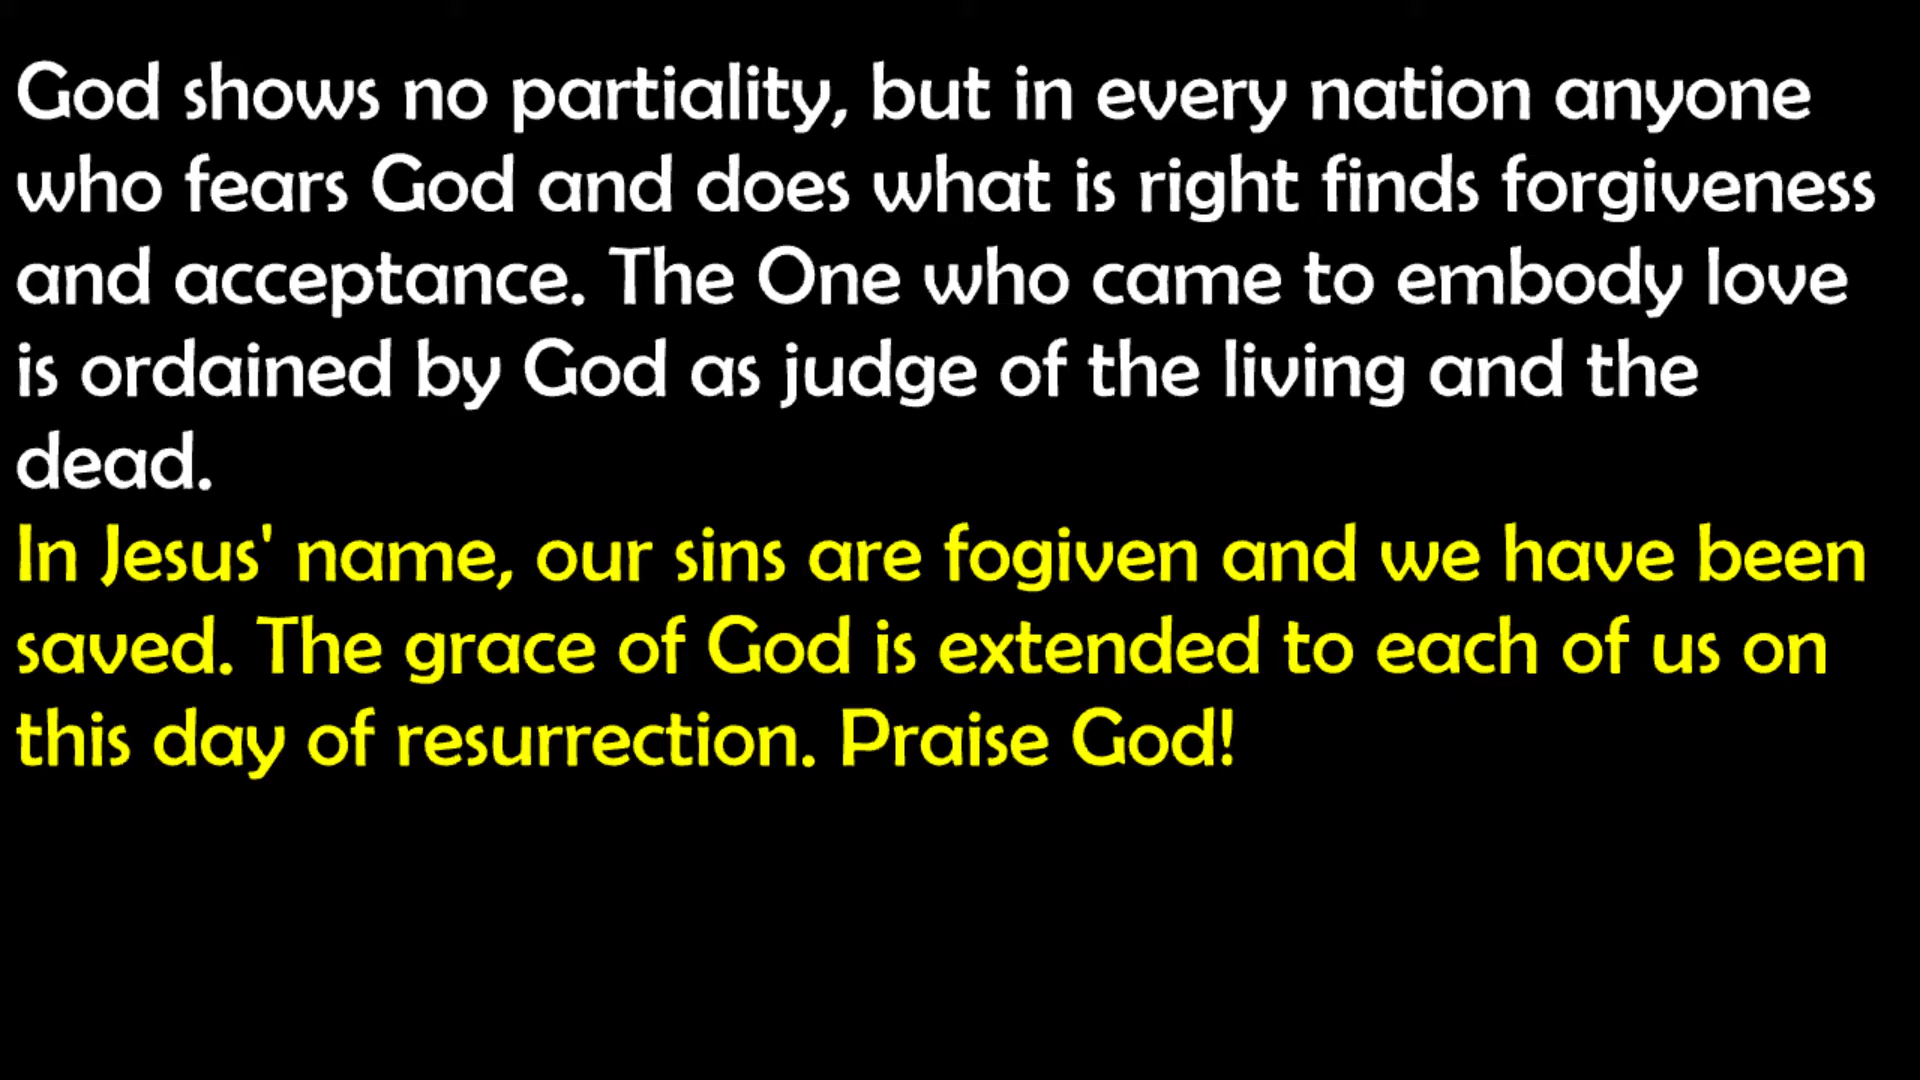 God shows no partiality, but in every nation anyone
who fears God and does what is right finds forgiveness
and acceptance. The One who came to embody love
is ordained by God as judge of the living and the
dead.
In Jesus' name, our sins are fogiven and we have been
saved. The grace of God is extended to each of us on
this day of resurrection. Praise God!